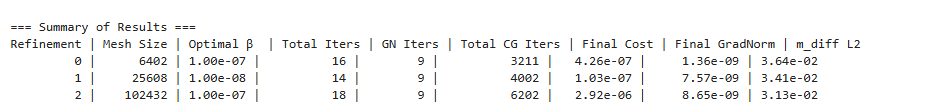 === Summary of Results ===
Refinement | Mesh Size | Optimal β | Total Iters | GN Iters | Total CG Iters | Final Cost | Final GradNorm | m_diff L2
0 | 6402 | 1.00e-07 | 16 | 9 | 3211 | 4.26e-07 | 1.36e-09 | 3.64e-02
1 | 25608 | 1.00e-08 | 14 | 9 | 4002 | 1.03e-07 | 7.57e-09 | 3.41e-02
2 | 102432 | 1.00e-07 | 18 | 9 | 6202 | 2.92e-06 | 8.65e-09 | 3.13e-02